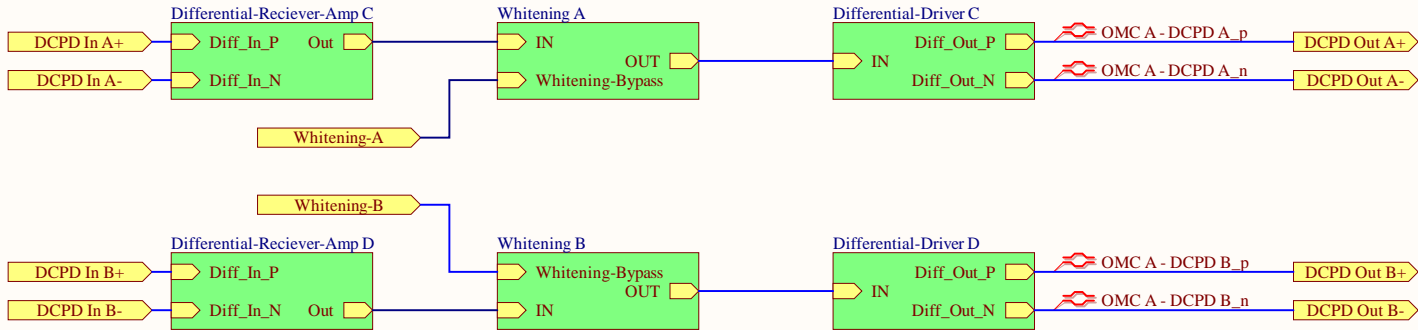 Differential-Reciever-Amp C Whitening A Differential-Driver C
DCPD In A+ Diff_In_P Out IN Diff_Out_P OMC A - DCPD A_p DCPD Out A+
OUT IN
DCPD In A- Diff_In_N Whitening-Bypass Diff_Out_N OMC A - DCPD A_n DCPD Out A-
Whitening-A
Whitening-B
Differential-Reciever-Amp D Whitening B Differential-Driver D
DCPD In B+ Diff_In_P Whitening-Bypass Diff_Out_P OMC A - DCPD B_p DCPD Out B+
OUT IN
DCPD In B- Diff_In_N Out IN Diff_Out_N OMC A - DCPD B_n DCPD Out B-